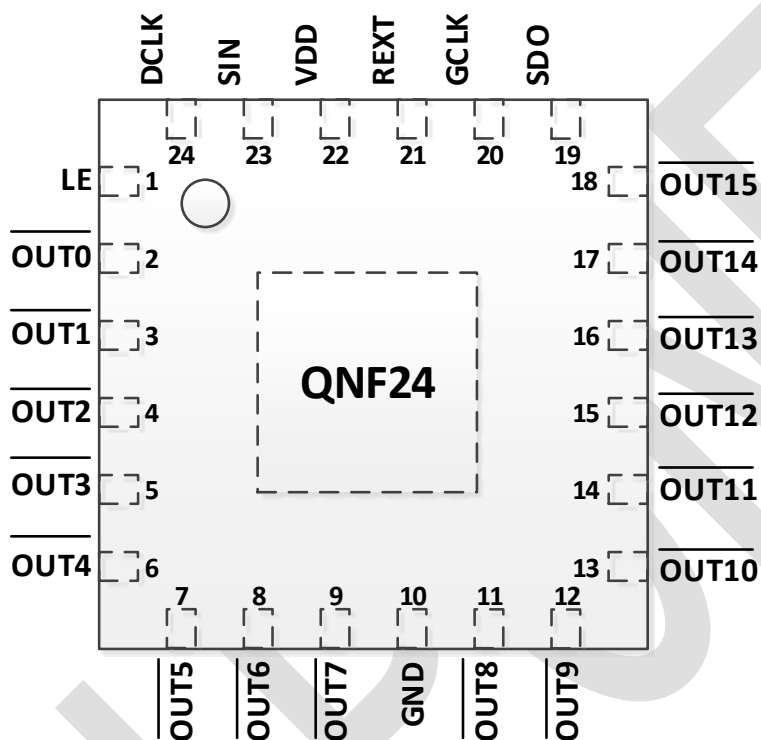 DCLK SIN VDD REXT GCLK SDO
24 23 22 21 20 19
LE 1 18 OUT15
OUT0 2 17 OUT14
OUT1 3 16 OUT13
QNF24
OUT2 4 15 OUT12
OUT3 5 14 OUT11
OUT4 6 13 OUT10
7 8 9 10 11 12
OUT5 OUT6 OUT7 GND OUT8 OUT9